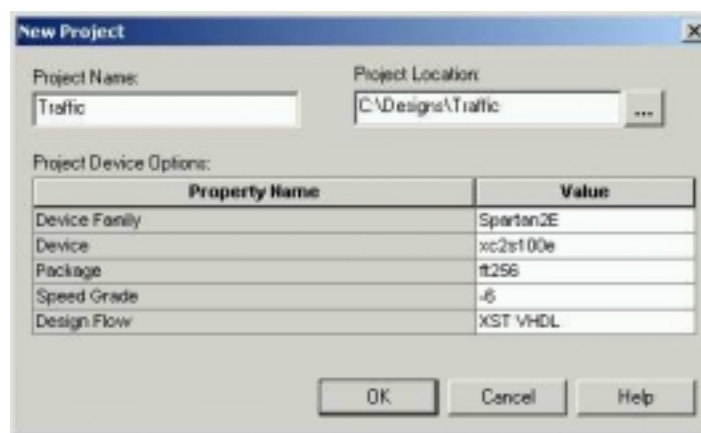 New Project
Project Name: Project Location:
Traffic C:\Designs\Traffic ...
Project Device Options:
Property Name Value
Device Family Spartan2E
Device xc2s100e
Package ft256
Speed Grade -6
Design Flow XST VHDL
OK Cancel Help